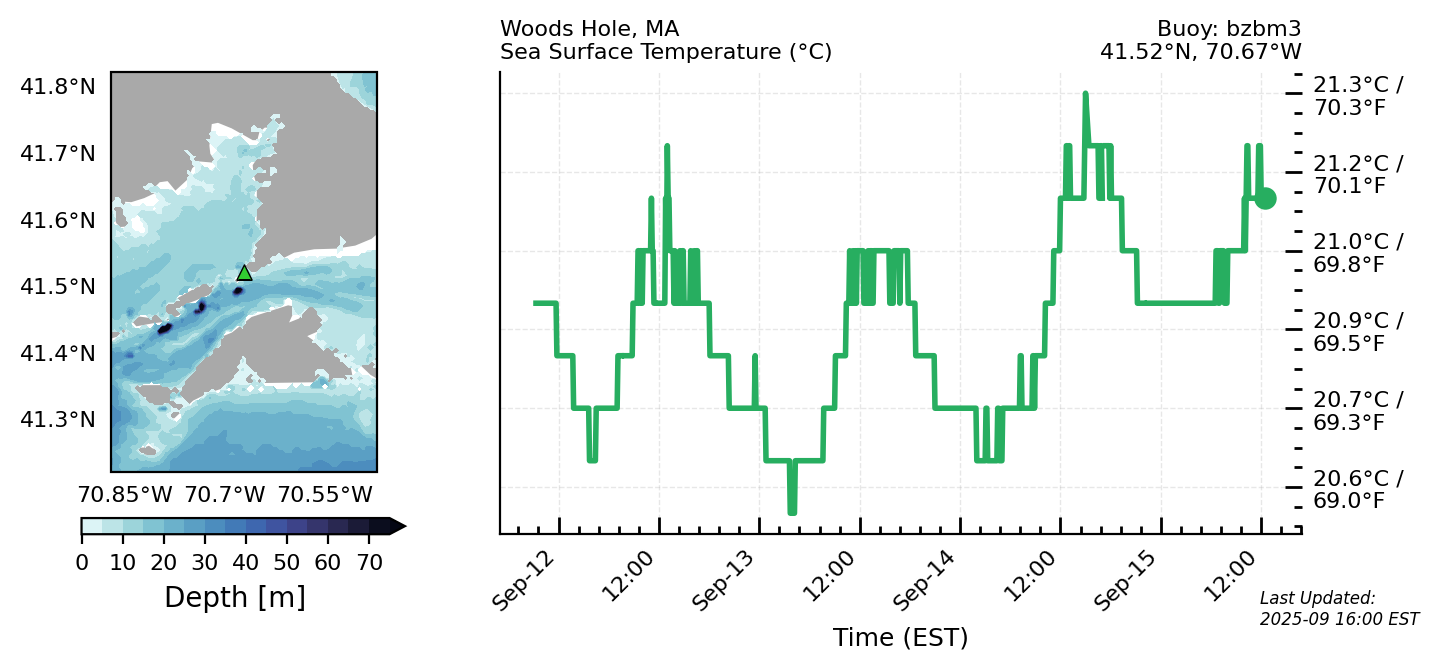 Woods Hole, MA
Sea Surface Temperature (°C)
Buoy: bzbm3
41.52°N, 70.67°W
41.8°N
41.7°N
41.6°N
41.5°N
41.4°N
41.3°N
70.85°W 70.7°W 70.55°W
0 10 20 30 40 50 60 70
Depth [m]
21.3°C /
70.3°F
21.2°C /
70.1°F
21.0°C /
69.8°F
20.9°C /
69.5°F
20.7°C /
69.3°F
20.6°C /
69.0°F
Sep-12 12:00 Sep-13 12:00 Sep-14 12:00 Sep-15 12:00
Time (EST)
Last Updated:
2025-09 16:00 EST